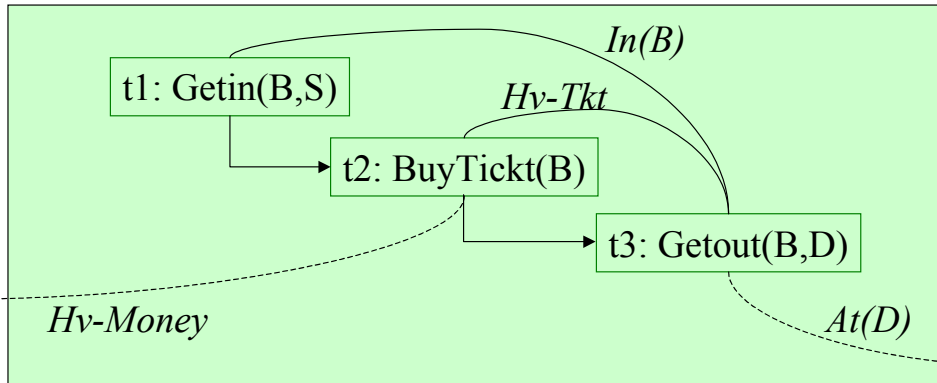 In(B)
t1: Getin(B,S)
Hv-Tkt
t2: BuyTickt(B)
t3: Getout(B,D)
Hv-Money
At(D)